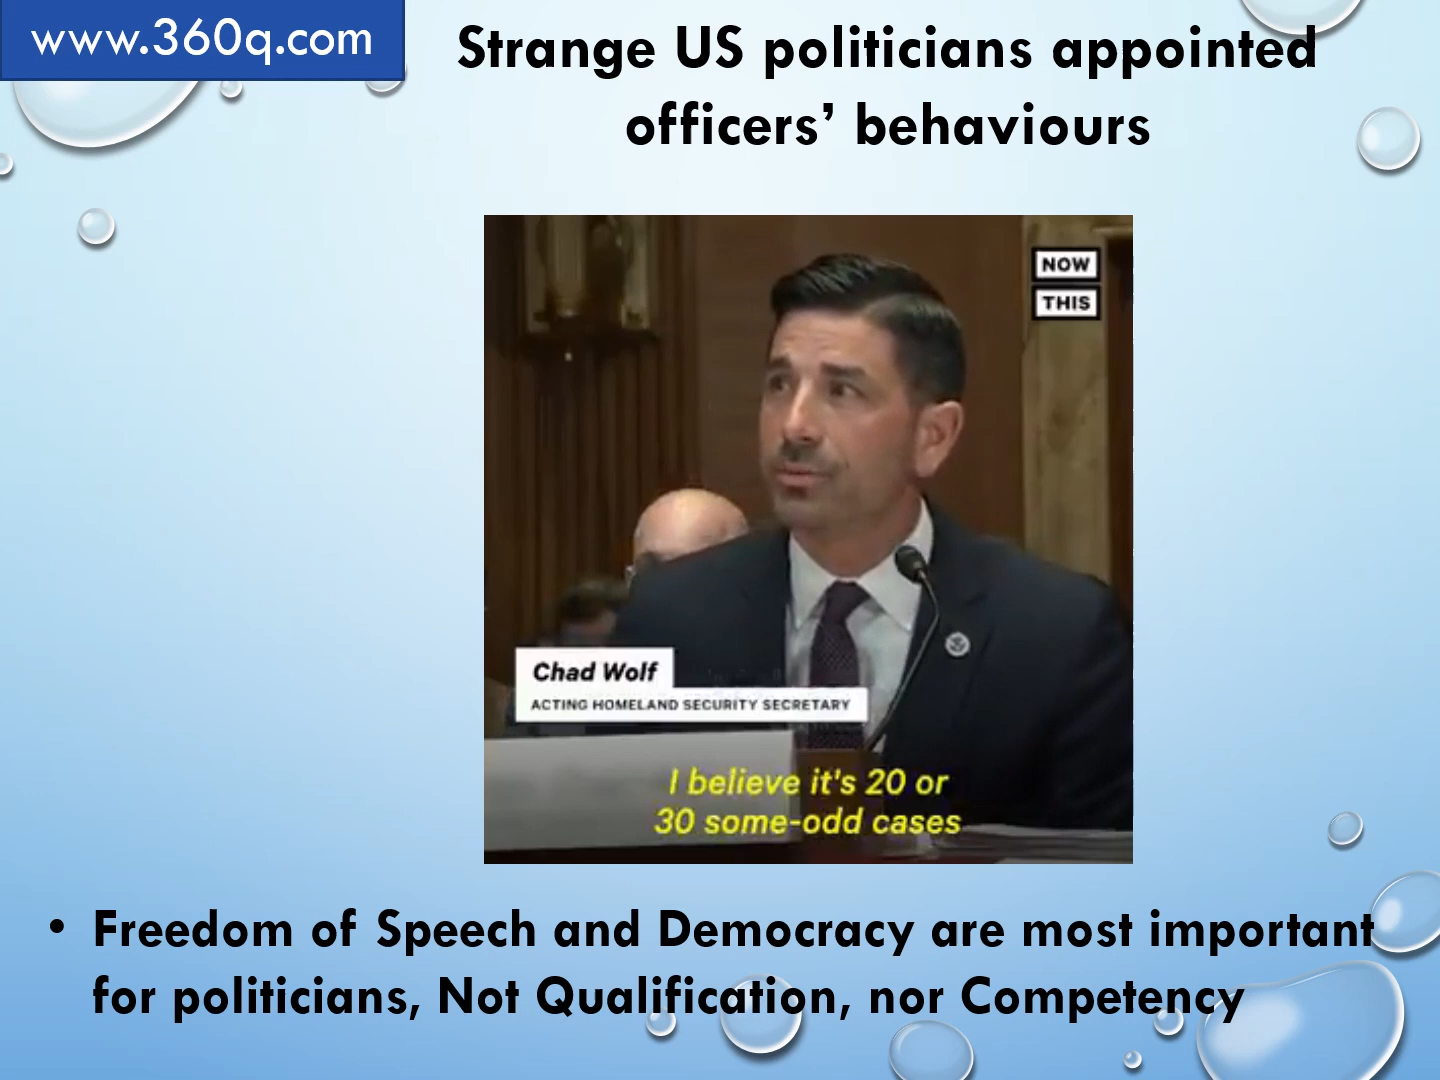 www.360q.com
Strange US politicians appointed
officers’ behaviours
NOW
THIS
Chad Wolf
ACTING HOMELAND SECURITY SECRETARY
I believe it's 20 or
30 some-odd cases
• Freedom of Speech and Democracy are most important
for politicians, Not Qualification, nor Competency